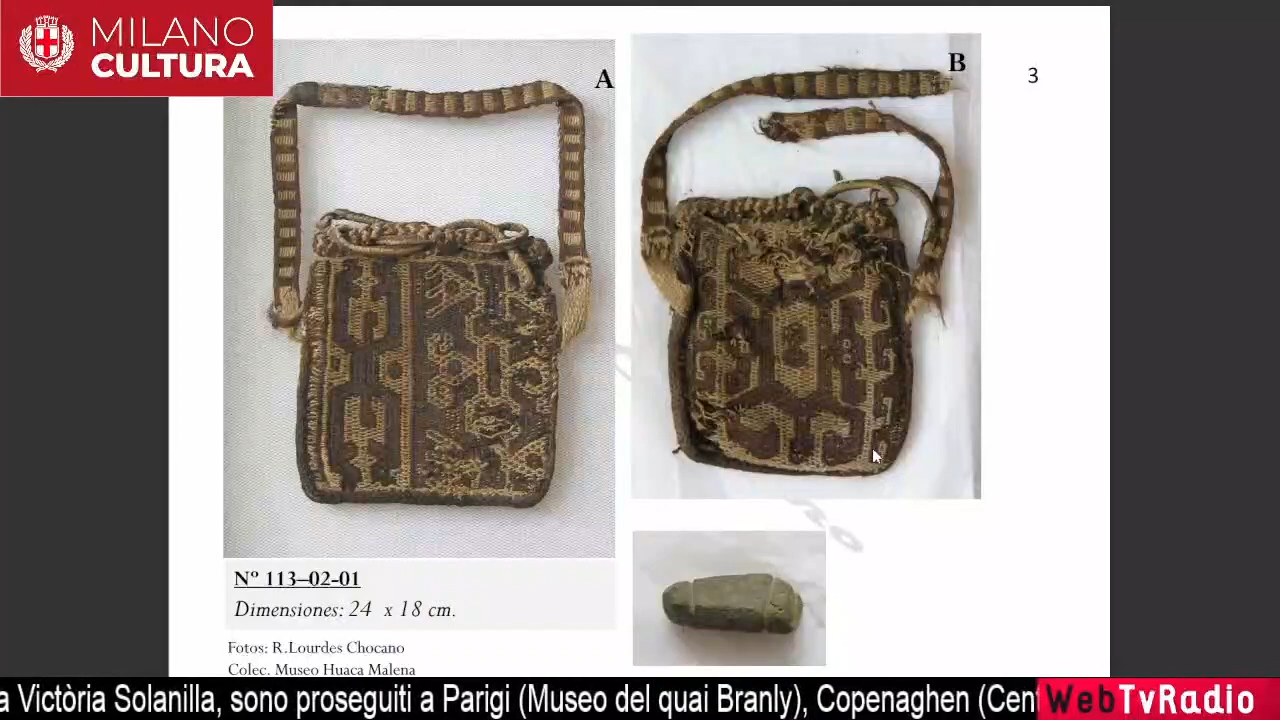 MILANO
CULTURA
A
B
3
Nº 113–02-01
Dimensiones: 24 x 18 cm.
Fotos: R.Lourdes Chocano
Colec. Museo Huaca Malena
a Victòria Solanilla, sono proseguiti a Parigi (Museo del quai Branly), Copenaghen (Cent
WebTvRadio